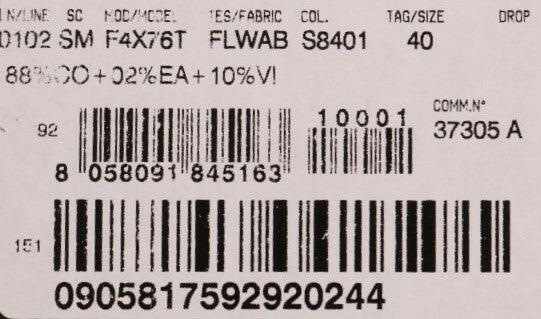 N/LINE SC MOD/MODEL TES/FABRIC COL. TAG/SIZE DROP
0102 SM F4X76T FLWAB S8401 40
88%CO+02%EA+10%VI
10001 COMM.N°
92 37305 A
8 058091 845163
151
0905817592920244